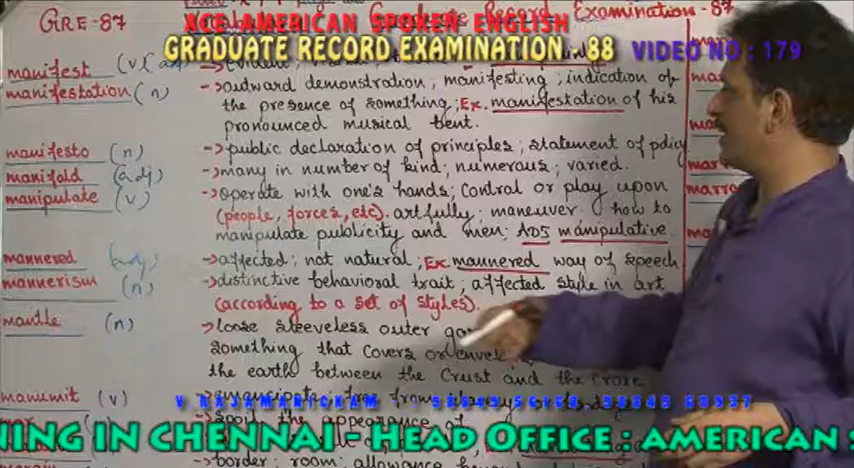 GRE-87
Graduate Record Examination-87
ACE AMERICAN SPOKEN ENGLISH
GRADUATE RECORD EXAMINATION - 88
VIDEO NO : 179
manifest (v)(adj)
manifestation (n) → outward demonstration, manifesting; indication of
the presence of something; Ex. manifestation of his
pronounced musical bent.
manifesto (n) → public declaration of principles; statement of policy
manifold (adj) → many in number of kind; numerous; varied.
manipulate (v) → operate with one's hands; control or play upon
(people, forces, etc). artfully; maneuver. how to
manipulate publicity and men; ADJ manipulative.
mannered (adj) → affected; not natural; Ex mannered way of speech
mannerism (n) → distinctive behavioral trait; affected style in art
(according to a set of styles).
mantle (n) → loose sleeveless outer
something that covers or
the earth between the crust and the
manumit (v)
V. RAJAMANICKAM
spoil the appearance of
NING IN CHENNAI - HEAD OFFICE : AMERICAN
→ border; room; allowance